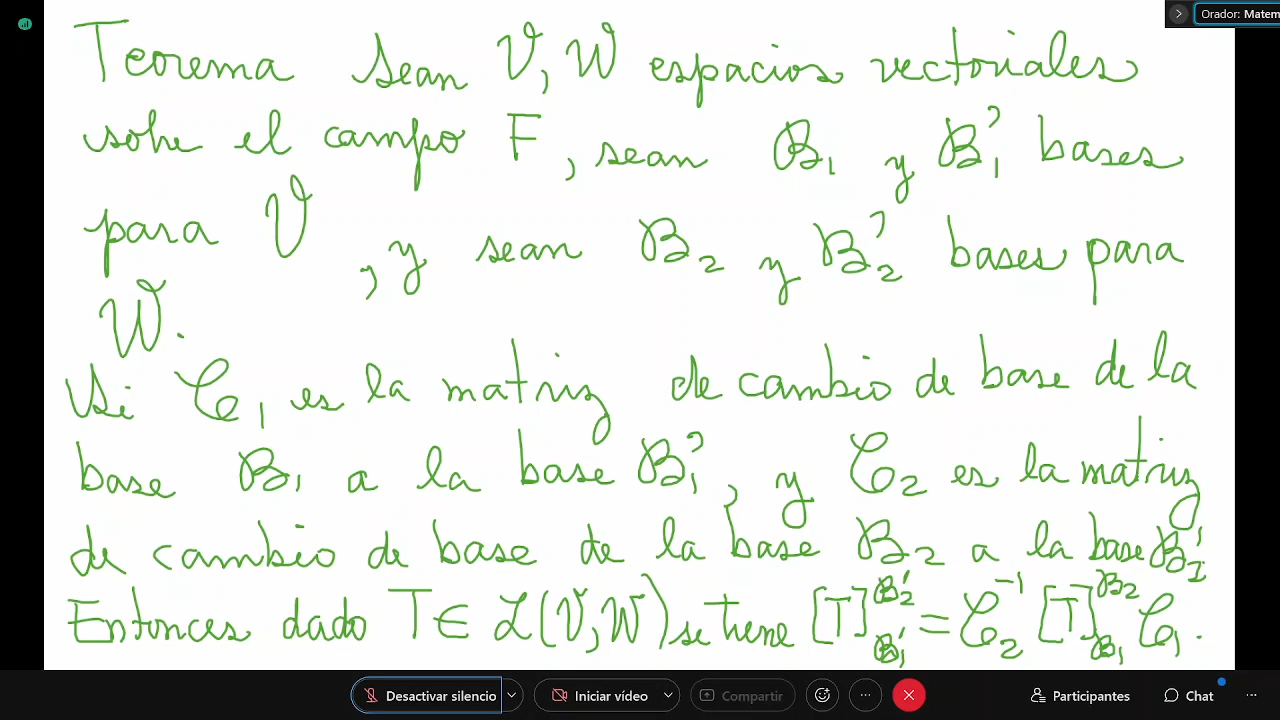 Orador: Matem
Teorema Sean V, W espacios vectoriales
sobre el campo F, sean B₁ y B₁' bases
para V, y sean B₂ y B₂' bases para
W.
Si C₁ es la matriz de cambio de base de la
base B₁ a la base B₁', y C₂ es la matriz
de cambio de base de la base B₂ a la base B₂'
Entonces dado T ∈ L(V, W) se tiene [T]_{B₁'}^{B₂'} = C₂⁻¹ [T]_{B₁}^{B₂} C₁.
Desactivar silencio Iniciar vídeo Compartir Participantes Chat